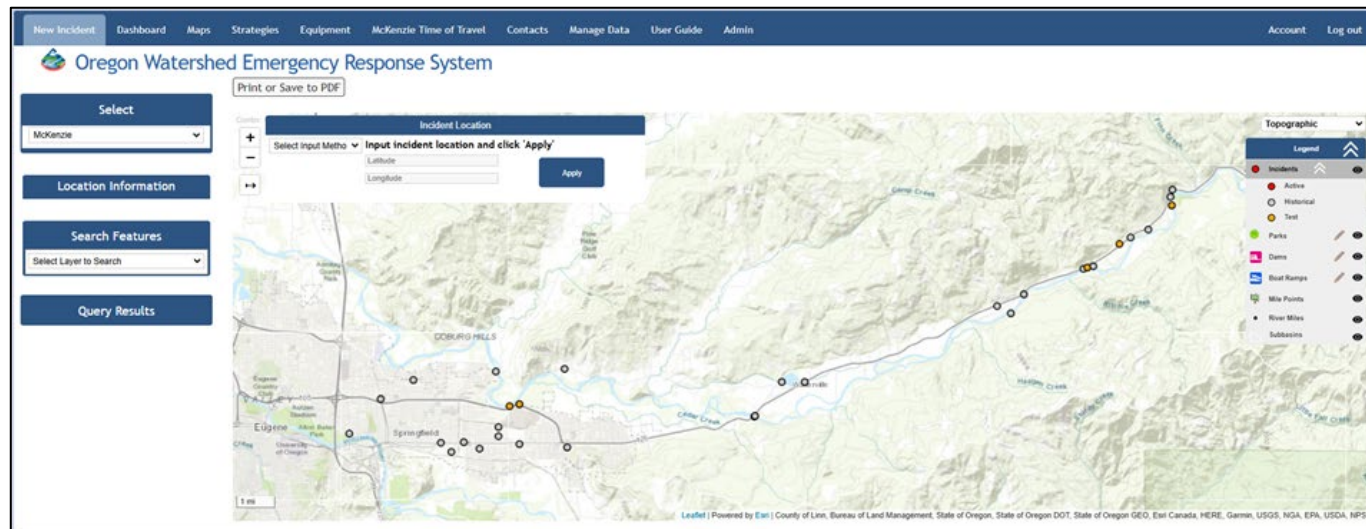 New Incident Dashboard Maps Strategies Equipment McKenzie Time of Travel Contacts Manage Data User Guide Admin Account Log out
Oregon Watershed Emergency Response System
Print or Save to PDF
Select
McKenzie
Location Information
Search Features
Select Layer to Search
Query Results
+
−
Incident Location
Select Input Metho
Input incident location and click 'Apply'
Latitude
Longitude
Apply
Topographic
Legend
Incidents
Active
Historical
Test
Parks
Dams
Boat Ramps
Mile Points
River Miles
Subbasins
Camp Creek
COBURG HILLS
Cedar Creek
Eugene
Springfield
University of Oregon
1 mi
Leaflet | Powered by Esri | County of Linn, Bureau of Land Management, State of Oregon, State of Oregon DOT, State of Oregon GEO, Esri Canada, HERE, Garmin, USGS, NGA, EPA, USDA, NPS